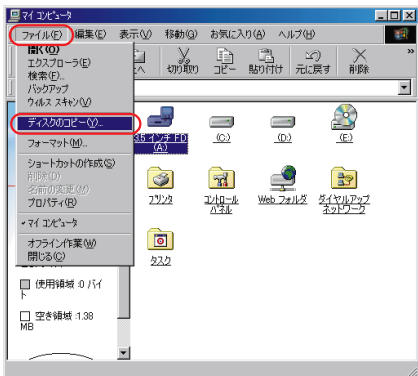 マイ コンピュータ
ファイル(F) 編集(E) 表示(V) 移動(G) お気に入り(A) ヘルプ(H)
開く(O)
エクスプローラ(E)
検索(F)...
バックアップ
ウィルス スキャン(V)
ディスクのコピー(Y)...
フォーマット(M)...
ショートカットの作成(S)
削除(D)
名前の変更(M)
プロパティ(R)
マイ コンピュータ
オフライン作業(W)
閉じる(C)
へ 切り取り コピー 貼り付け 元に戻す 削除 »
3.5 インチ FD (A:)
(C:)
(D:)
(E:)
プリンタ
コントロール パネル
Web フォルダ
ダイヤルアップ ネットワーク
タスク
使用領域 :0 バイ
ト
空き領域 :1.38
MB